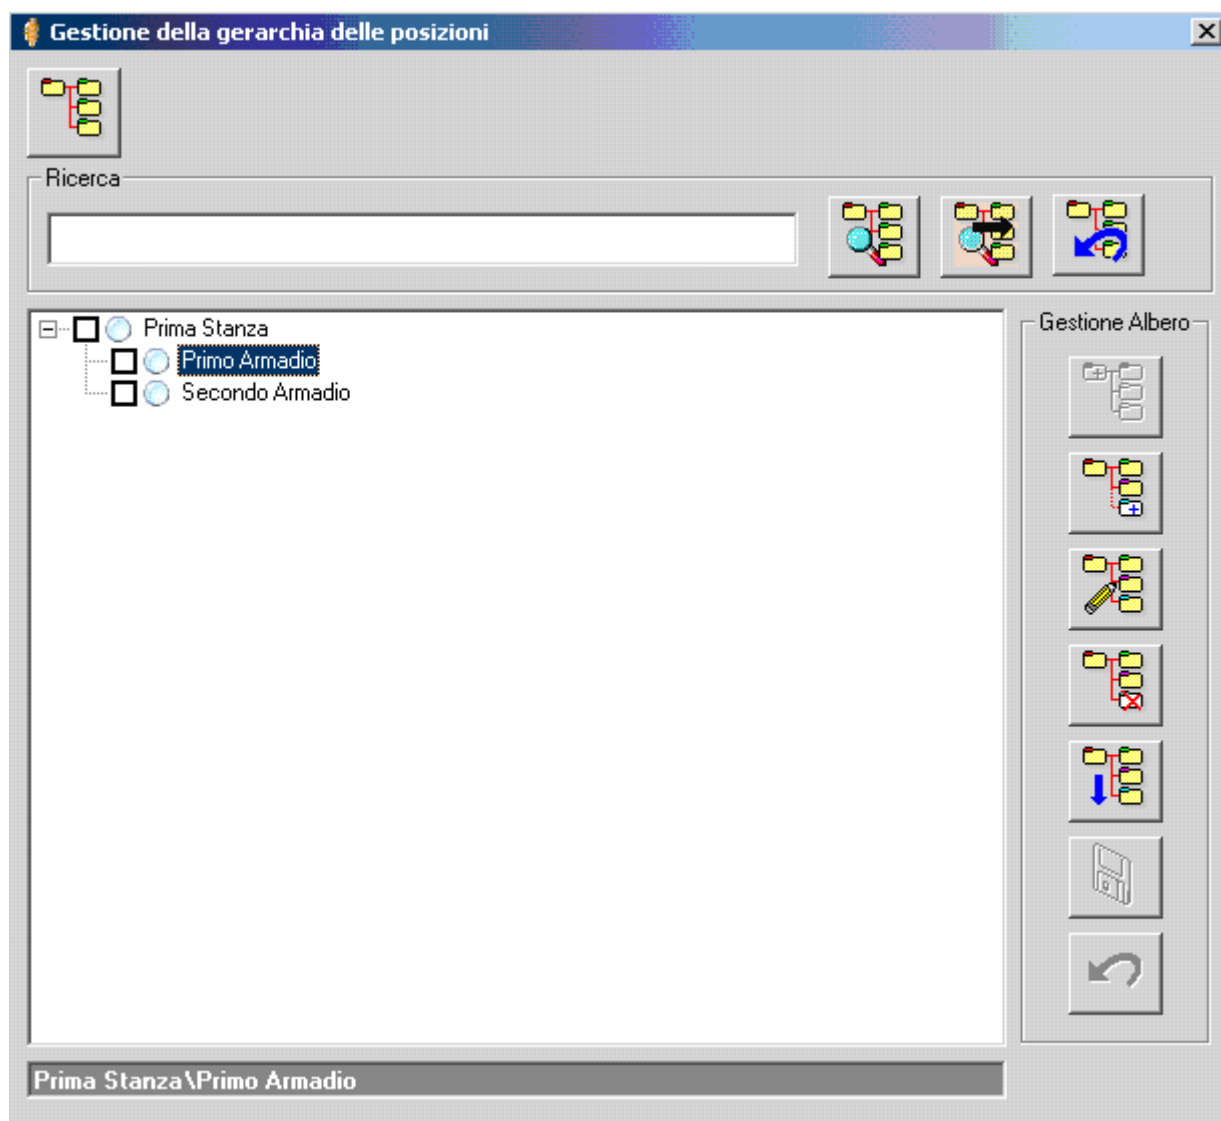 Gestione della gerarchia delle posizioni
Ricerca
Prima Stanza
Gestione Albero
Primo Armadio
Secondo Armadio
Prima Stanza\Primo Armadio